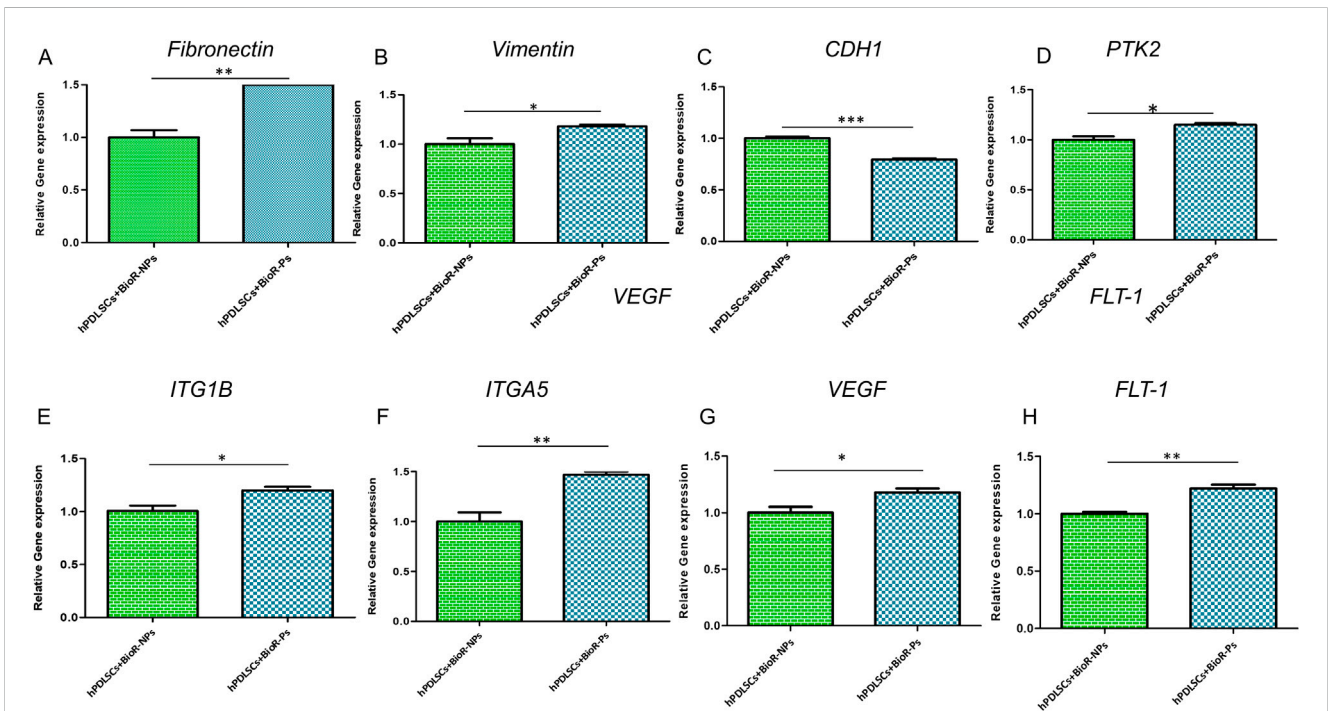 A
Fibronectin
**
Relative Gene expression
1.5
1.0
0.5
0.0
hPDLSCs+BioR-NPs
hPDLSCs+BioR-Ps
B
Vimentin
*
Relative Gene expression
1.5
1.0
0.5
0.0
hPDLSCs+BioR-NPs
hPDLSCs+BioR-Ps
VEGF
C
CDH1
***
Relative Gene expression
1.5
1.0
0.5
0.0
hPDLSCs+BioR-NPs
hPDLSCs+BioR-Ps
D
PTK2
*
Relative Gene expression
1.5
1.0
0.5
0.0
hPDLSCs+BioR-NPs
hPDLSCs+BioR-Ps
FLT-1
E
ITG1B
*
Relative Gene expression
1.5
1.0
0.5
0.0
hPDLSCs+BioR-NPs
hPDLSCs+BioR-Ps
F
ITGA5
**
Relative Gene expression
1.5
1.0
0.5
0.0
hPDLSCs+BioR-NPs
hPDLSCs+BioR-Ps
G
VEGF
*
Relative Gene expression
1.5
1.0
0.5
0.0
hPDLSCs+BioR-NPs
hPDLSCs+BioR-Ps
H
FLT-1
**
Relative Gene expression
1.5
1.0
0.5
0.0
hPDLSCs+BioR-NPs
hPDLSCs+BioR-Ps